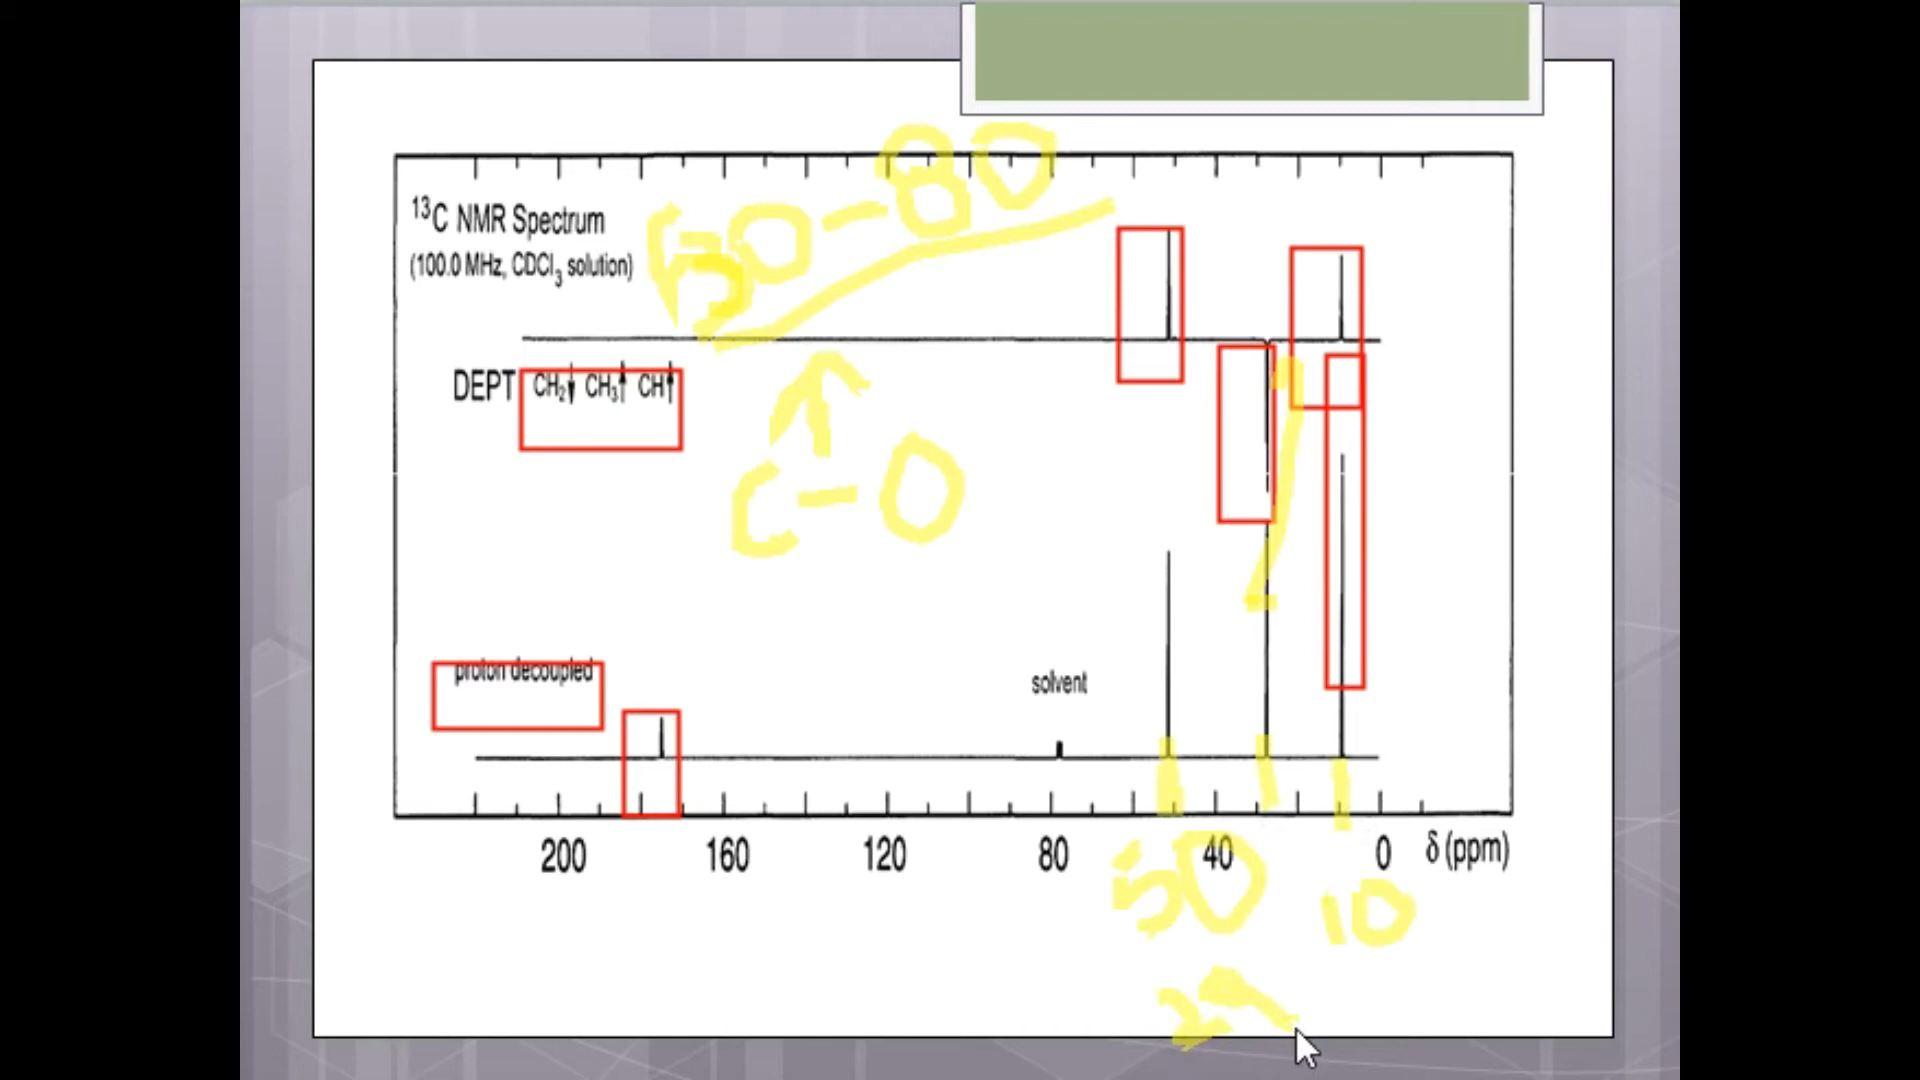 50-80
¹³C NMR Spectrum
(100.0 MHz, CDCl₃ solution)
DEPT CH₂↓ CH₃↑ CH↑
C-O
proton decoupled
solvent
200 160 120 80 40 0 δ (ppm)
50 10